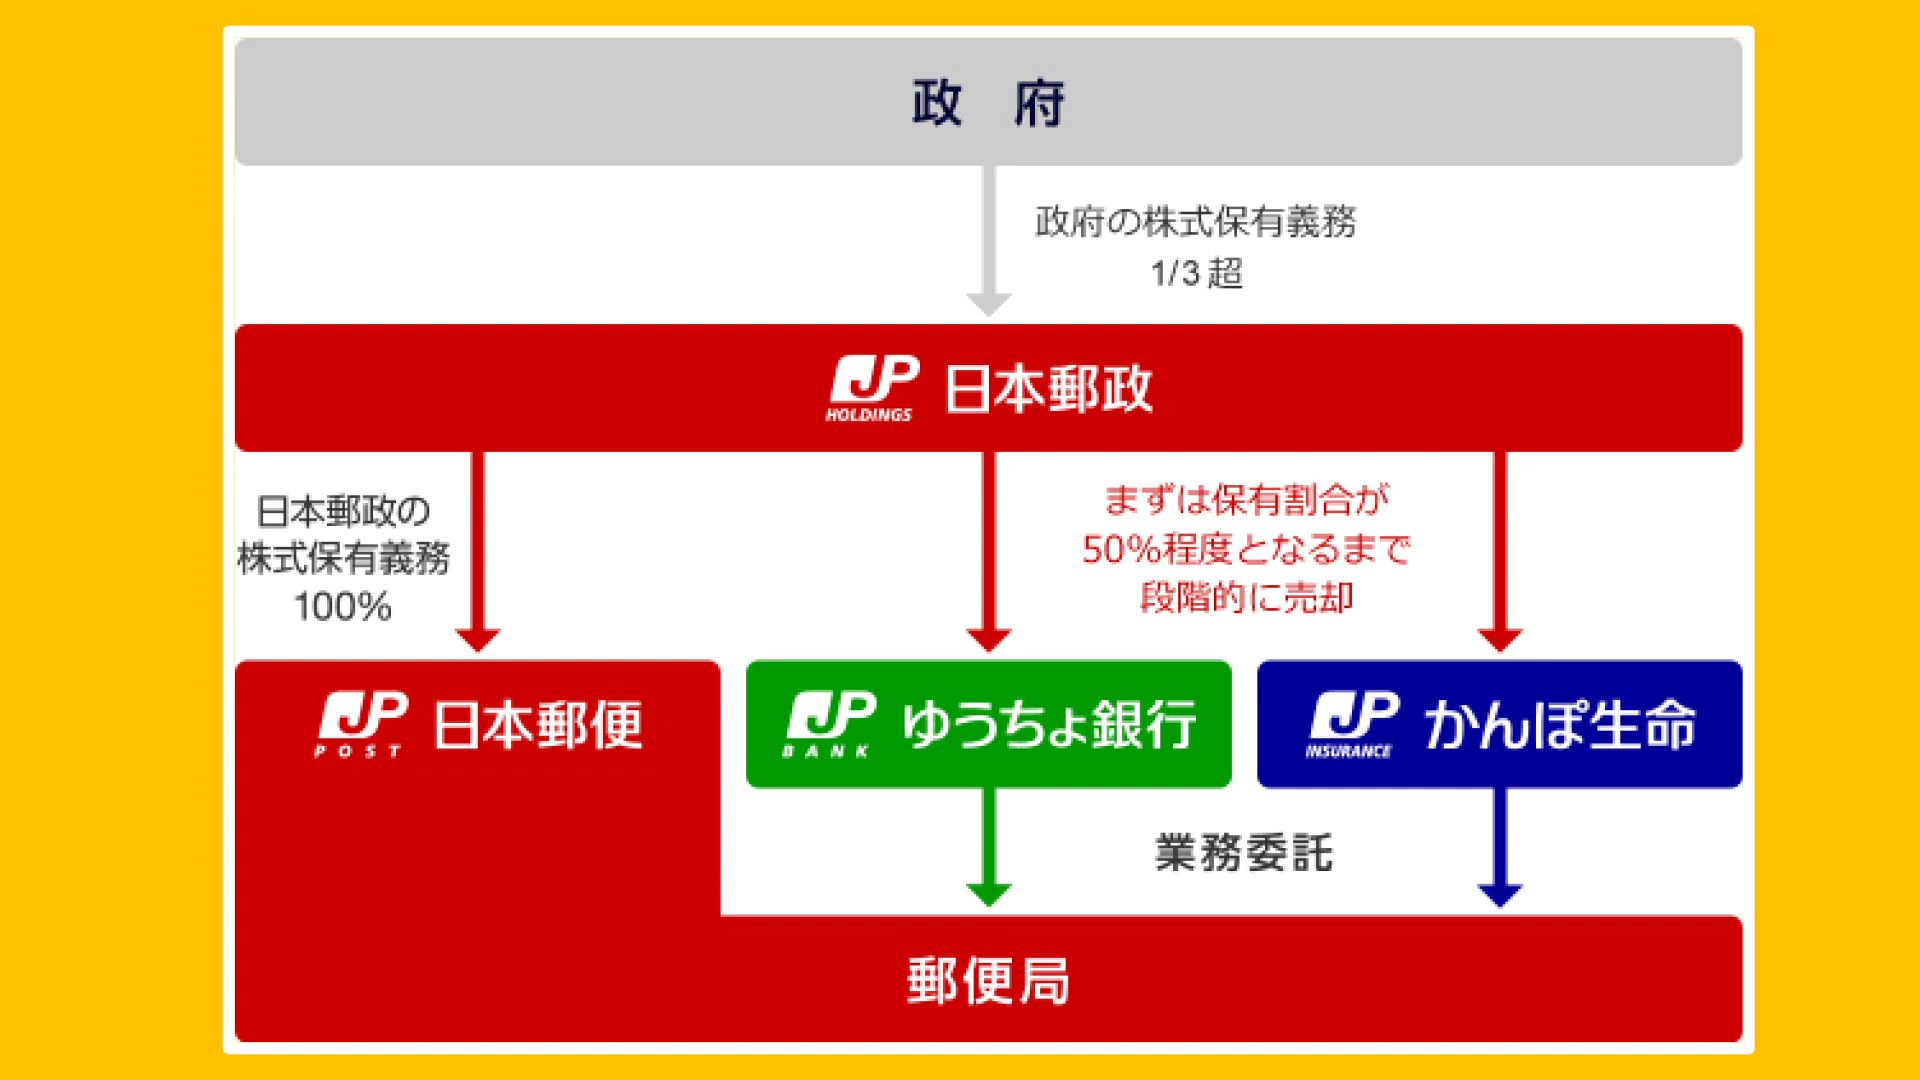 政 府
政府の株式保有義務
1/3超
JP HOLDINGS 日本郵政
日本郵政の
株式保有義務
100%
まずは保有割合が
50%程度となるまで
段階的に売却
JP POST 日本郵便
JP BANK ゆうちょ銀行
JP INSURANCE かんぽ生命
業務委託
郵便局